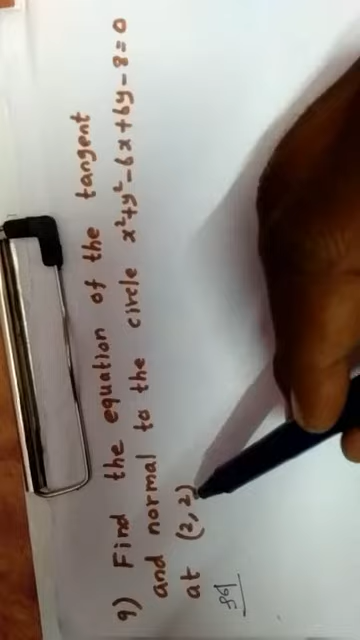 9) Find the equation of the tangent
and normal to the circle x²+y²-6x+6y-8=0
at (2,2)